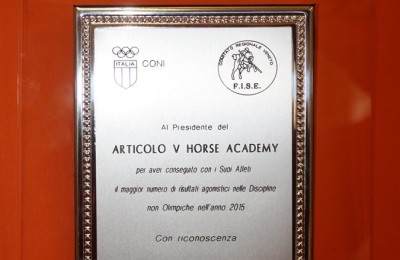 ITALIA
CONI
COMITATO REGIONALE VENETO
F.I.S.E.
Al Presidente del
ARTICOLO V HORSE ACADEMY
per aver conseguito con i Suoi Atleti
il maggior numero di risultati agonistici nelle Discipline
non Olimpiche nell'anno 2015
Con riconoscenza